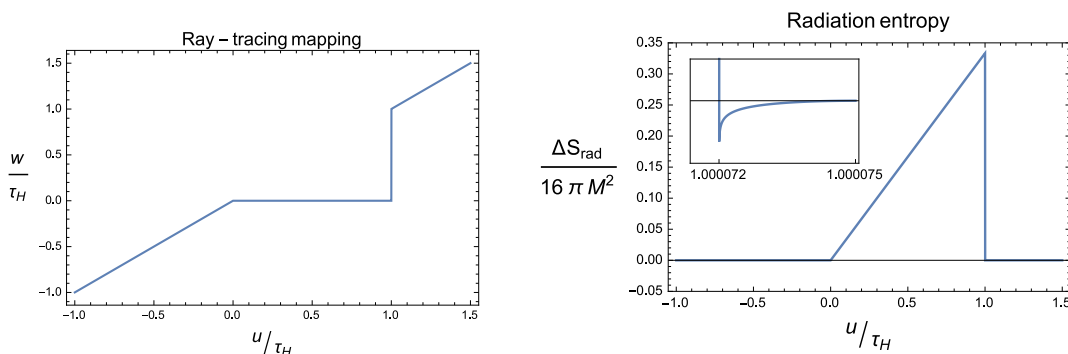 Ray – tracing mapping
1.5
1.0
0.5
0.0
−0.5
−1.0
w
τH
−1.0 −0.5 0.0 0.5 1.0 1.5
u/τH
Radiation entropy
0.35
0.30
0.25
0.20
0.15
0.10
0.05
0.00
−0.05
ΔSrad
16 π M²
1.000072 1.000075
−1.0 −0.5 0.0 0.5 1.0 1.5
u/τH